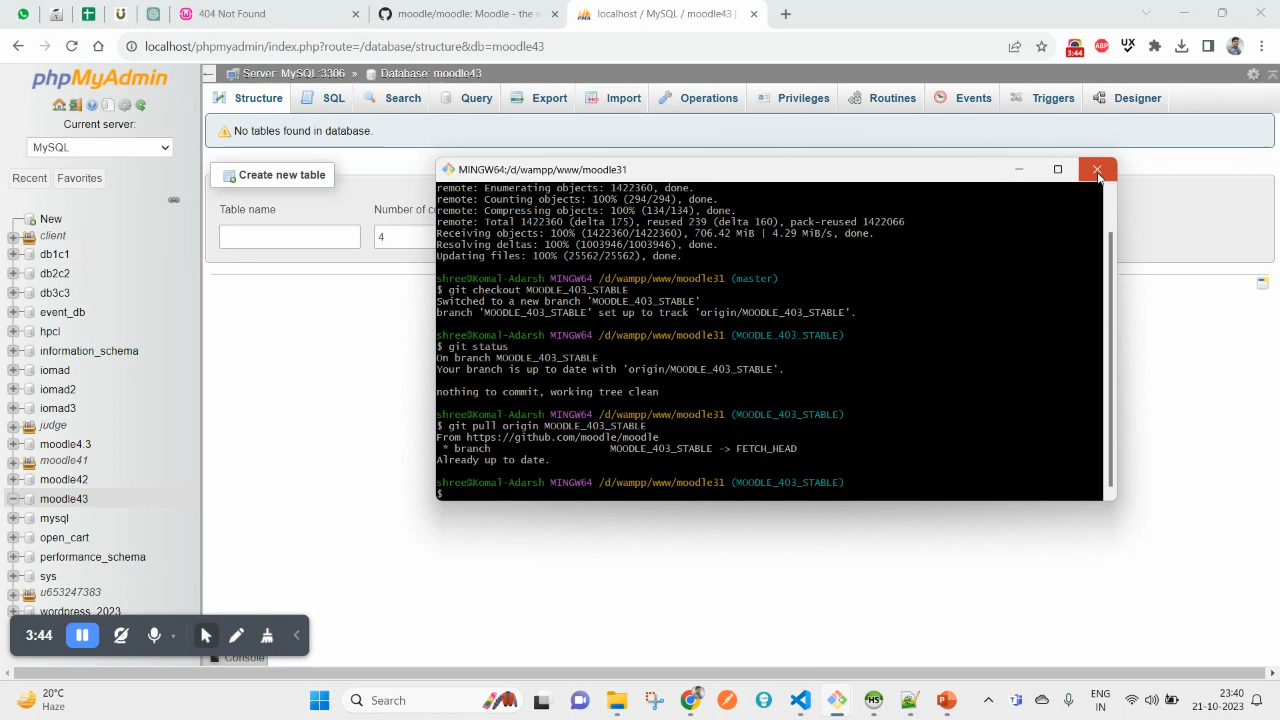 404 Not Found
moodle/moodle: Moodle - the w
localhost / MySQL / moodle43 |
localhost/phpmyadmin/index.php?route=/database/structure&db=moodle43
3:44
ABP
UX
phpMyAdmin
Server: MySQL:3306 » Database: moodle43
Structure
SQL
Search
Query
Export
Import
Operations
Privileges
Routines
Events
Triggers
Designer
Current server:
MySQL
Recent
Favorites
No tables found in database.
Create new table
Table name
Number of c
4
New
client
db1c1
db2c2
db3c3
event_db
hpcl
information_schema
iomad
iomad2
iomad3
judge
moodle4.3
moodle41
moodle42
moodle43
mysql
open_cart
performance_schema
sys
u653247383
wordpress_2023
MINGW64:/d/wampp/www/moodle31
remote: Enumerating objects: 1422360, done.
remote: Counting objects: 100% (294/294), done.
remote: Compressing objects: 100% (134/134), done.
remote: Total 1422360 (delta 175), reused 239 (delta 160), pack-reused 1422066
Receiving objects: 100% (1422360/1422360), 706.42 MiB | 4.29 MiB/s, done.
Resolving deltas: 100% (1003946/1003946), done.
Updating files: 100% (25562/25562), done.
shree@Komal-Adarsh MINGW64 /d/wampp/www/moodle31 (master)
$ git checkout MOODLE_403_STABLE
Switched to a new branch 'MOODLE_403_STABLE'
branch 'MOODLE_403_STABLE' set up to track 'origin/MOODLE_403_STABLE'.
shree@Komal-Adarsh MINGW64 /d/wampp/www/moodle31 (MOODLE_403_STABLE)
$ git status
On branch MOODLE_403_STABLE
Your branch is up to date with 'origin/MOODLE_403_STABLE'.
nothing to commit, working tree clean
shree@Komal-Adarsh MINGW64 /d/wampp/www/moodle31 (MOODLE_403_STABLE)
$ git pull origin MOODLE_403_STABLE
From https://github.com/moodle/moodle
* branch MOODLE_403_STABLE -> FETCH_HEAD
Already up to date.
shree@Komal-Adarsh MINGW64 /d/wampp/www/moodle31 (MOODLE_403_STABLE)
$
3:44
Console
20°C
Haze
Search
ENG
IN
23:40
21-10-2023